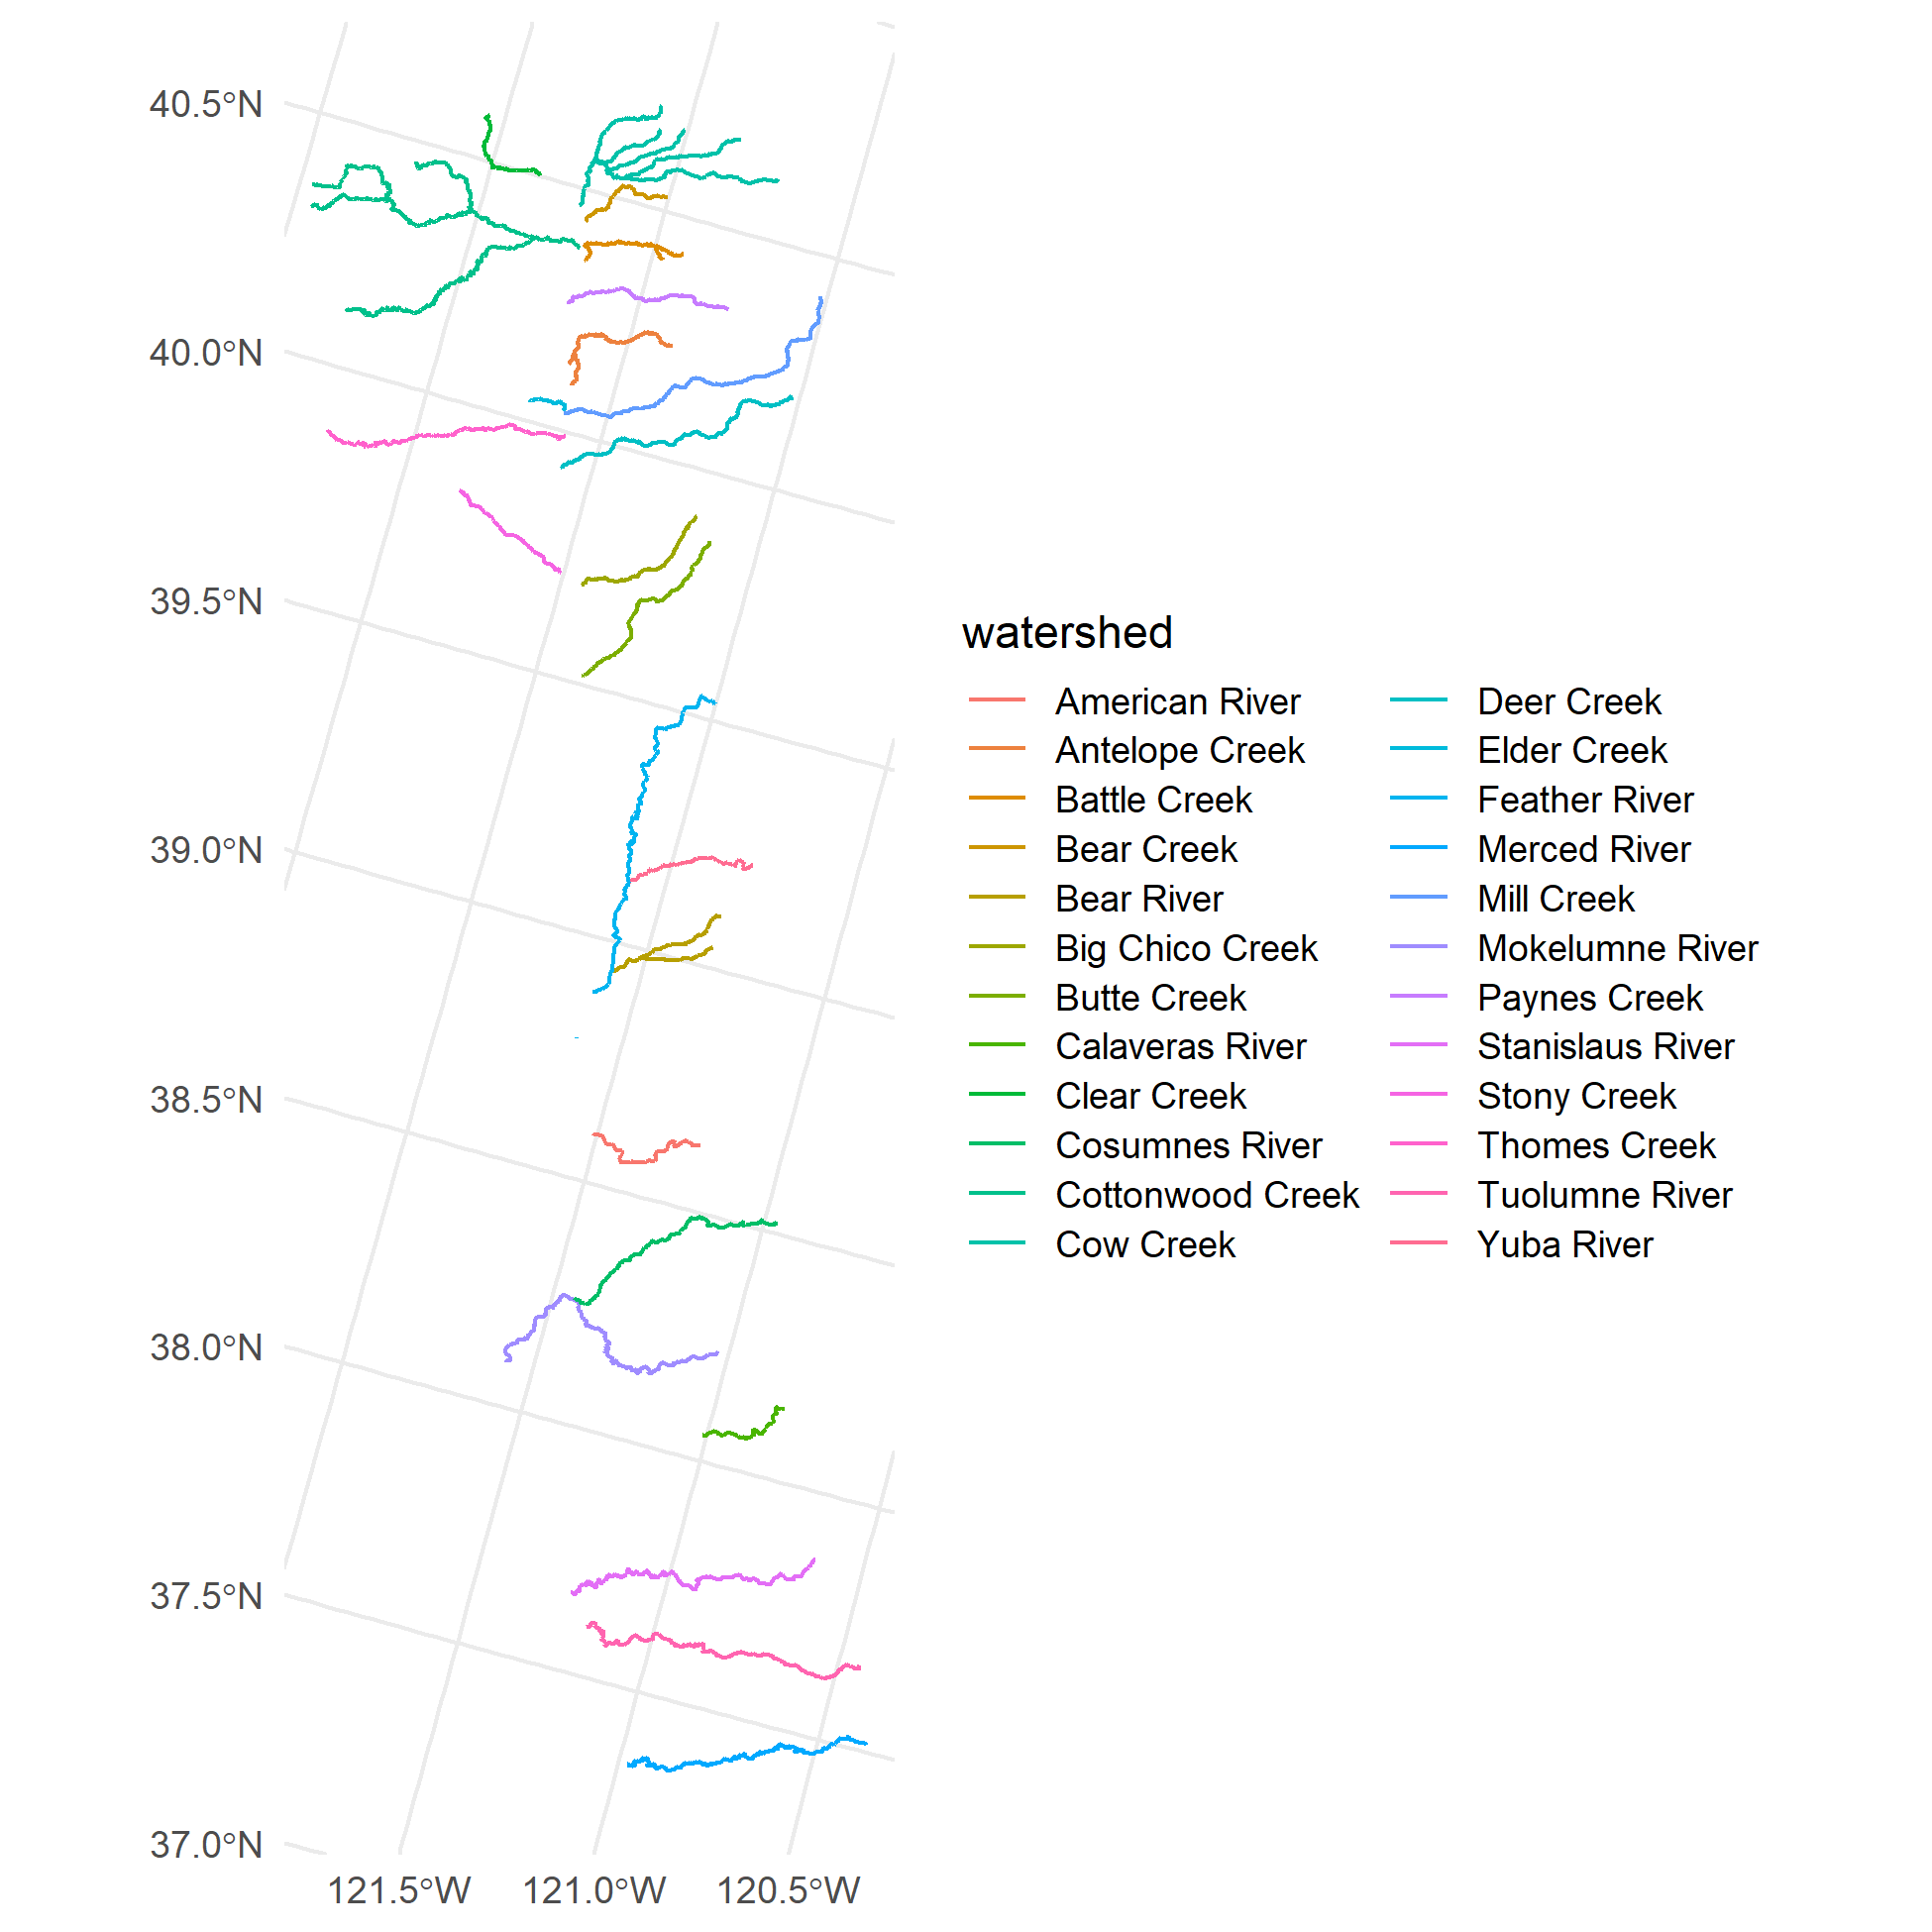 40.5°N
40.0°N
39.5°N
39.0°N
38.5°N
38.0°N
37.5°N
37.0°N
121.5°W
121.0°W
120.5°W
watershed
American River
Antelope Creek
Battle Creek
Bear Creek
Bear River
Big Chico Creek
Butte Creek
Calaveras River
Clear Creek
Cosumnes River
Cottonwood Creek
Cow Creek
Deer Creek
Elder Creek
Feather River
Merced River
Mill Creek
Mokelumne River
Paynes Creek
Stanislaus River
Stony Creek
Thomes Creek
Tuolumne River
Yuba River